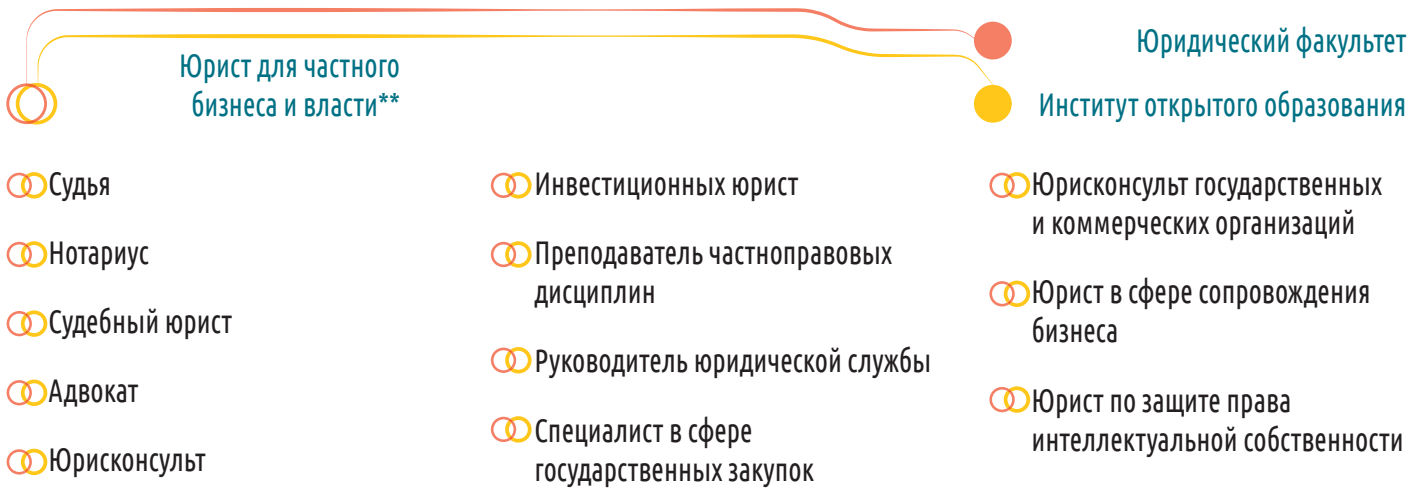 Юрист для частного
бизнеса и власти**
Юридический факультет
Институт открытого образования
Судья
Нотариус
Судебный юрист
Адвокат
Юрисконсульт
Инвестиционных юрист
Преподаватель частноправовых
дисциплин
Руководитель юридической службы
Специалист в сфере
государственных закупок
Юрисконсульт государственных
и коммерческих организаций
Юрист в сфере сопровождения
бизнеса
Юрист по защите права
интеллектуальной собственности